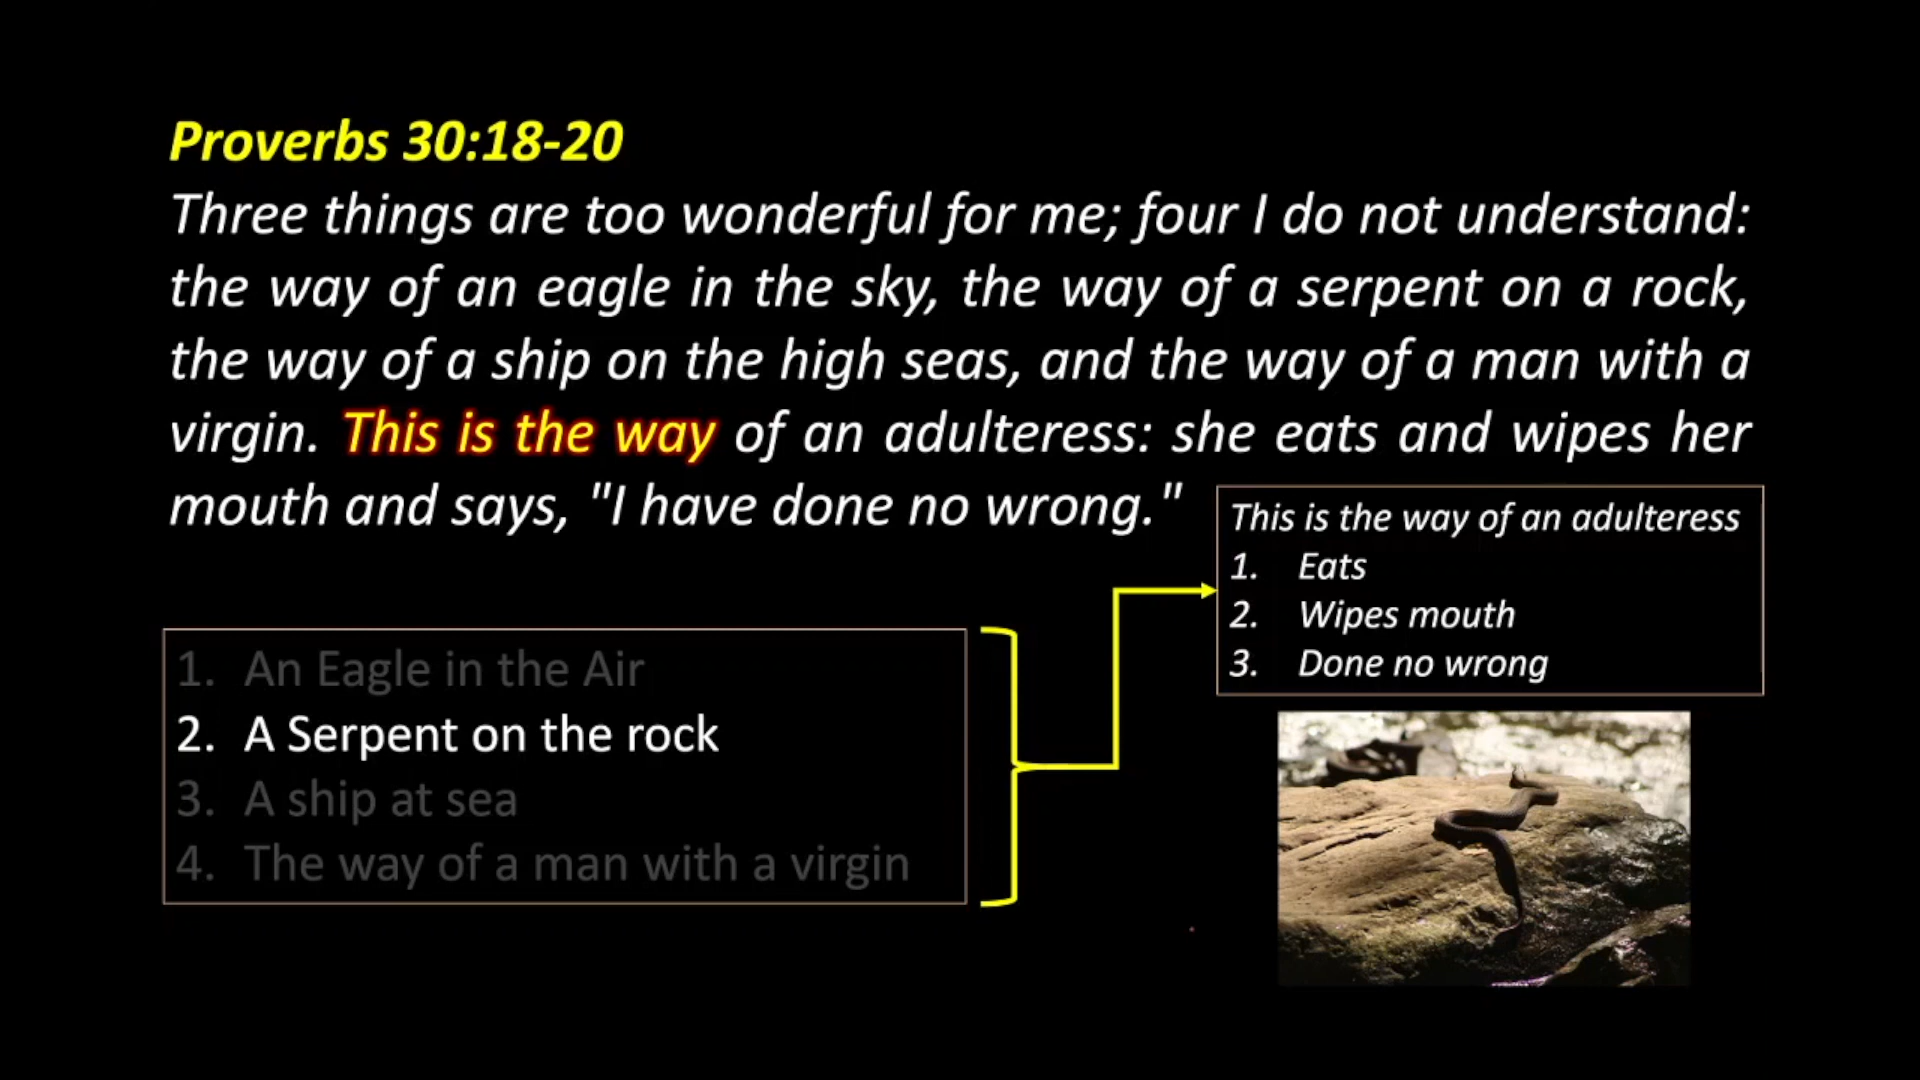 Proverbs 30:18-20
Three things are too wonderful for me; four I do not understand:
the way of an eagle in the sky, the way of a serpent on a rock,
the way of a ship on the high seas, and the way of a man with a
virgin. This is the way of an adulteress: she eats and wipes her
mouth and says, "I have done no wrong."
This is the way of an adulteress
1. Eats
2. Wipes mouth
3. Done no wrong
1. An Eagle in the Air
2. A Serpent on the rock
3. A ship at sea
4. The way of a man with a virgin